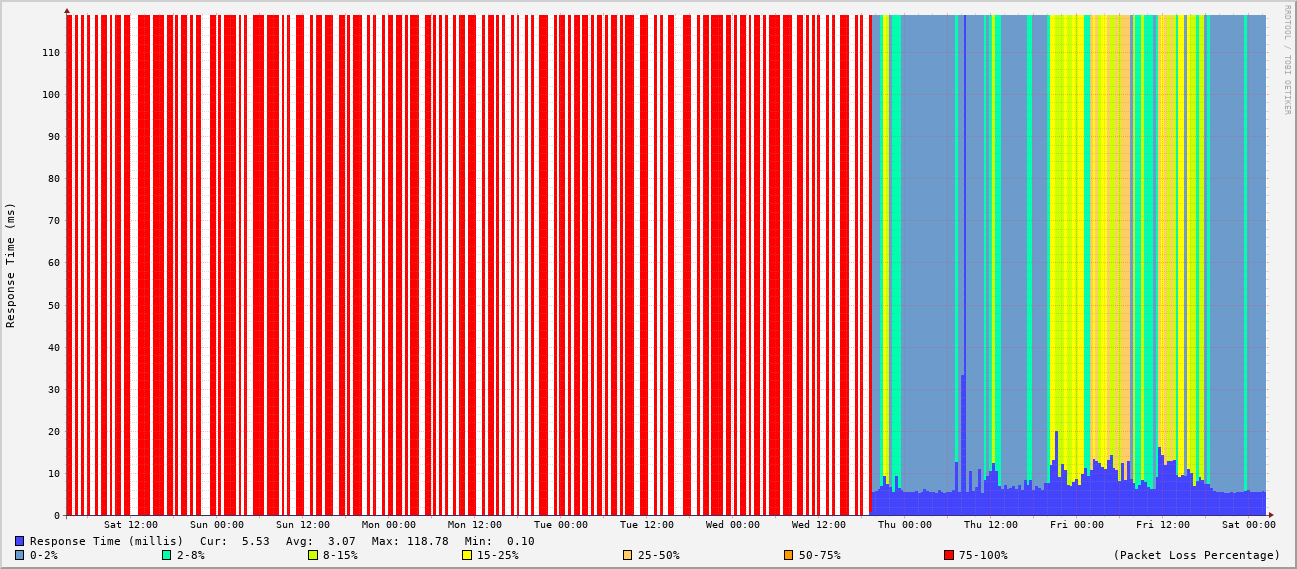 RRDTOOL / TOBI OETIKER
Response Time (ms)
110
100
90
80
70
60
50
40
30
20
10
0
Sat 12:00 Sun 00:00 Sun 12:00 Mon 00:00 Mon 12:00 Tue 00:00 Tue 12:00 Wed 00:00 Wed 12:00 Thu 00:00 Thu 12:00 Fri 00:00 Fri 12:00 Sat 00:00
Response Time (millis) Cur: 5.53 Avg: 3.07 Max: 118.78 Min: 0.10
0-2% 2-8% 8-15% 15-25% 25-50% 50-75% 75-100% (Packet Loss Percentage)